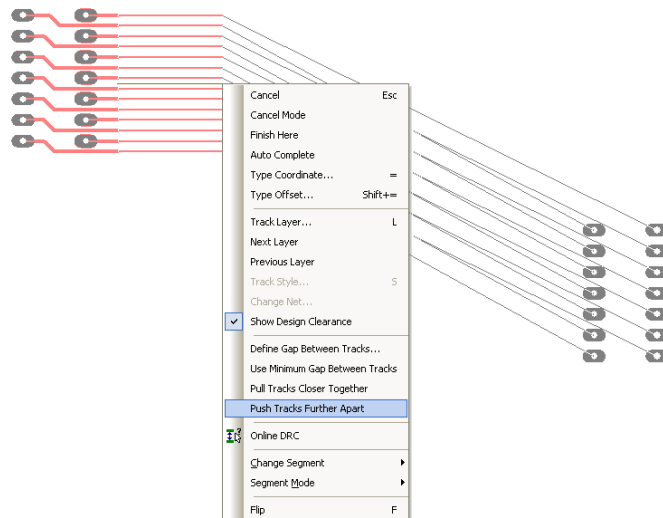 Cancel Esc
Cancel Mode
Finish Here
Auto Complete
Type Coordinate... =
Type Offset... Shift+=
Track Layer... L
Next Layer
Previous Layer
Track Style... S
Change Net...
Show Design Clearance
Define Gap Between Tracks...
Use Minimum Gap Between Tracks
Pull Tracks Closer Together
Push Tracks Further Apart
Online DRC
Change Segment
Segment Mode
Flip F